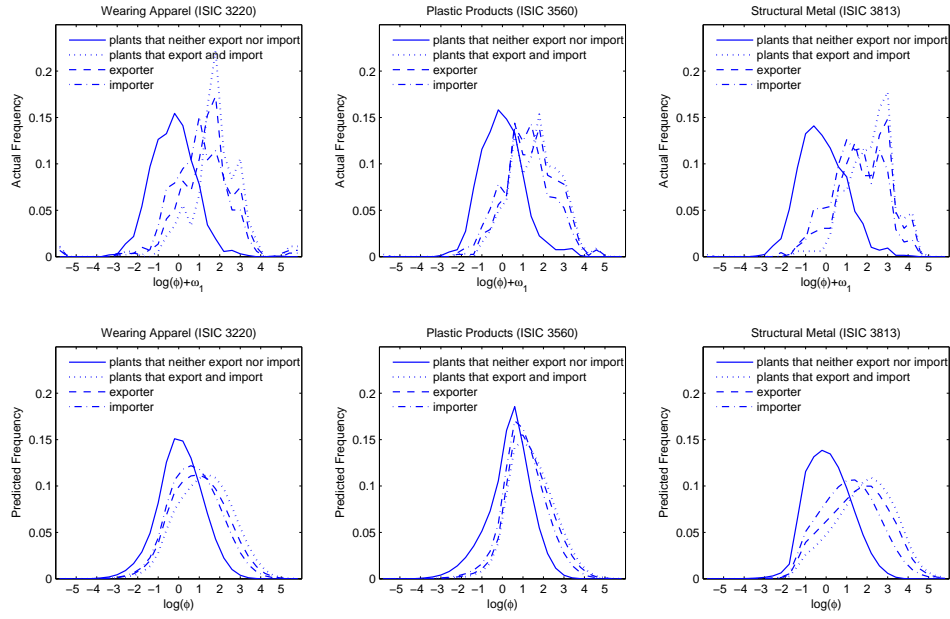 Wearing Apparel (ISIC 3220)
plants that neither export nor import
plants that export and import
exporter
importer
Actual Frequency
0.2
0.15
0.1
0.05
0
−5 −4 −3 −2 −1 0 1 2 3 4 5
log(ϕ)+ω1
Plastic Products (ISIC 3560)
plants that neither export nor import
plants that export and import
exporter
importer
Actual Frequency
0.2
0.15
0.1
0.05
0
−5 −4 −3 −2 −1 0 1 2 3 4 5
log(ϕ)+ω1
Structural Metal (ISIC 3813)
plants that neither export nor import
plants that export and import
exporter
importer
Actual Frequency
0.2
0.15
0.1
0.05
0
−5 −4 −3 −2 −1 0 1 2 3 4 5
log(ϕ)+ω1
Wearing Apparel (ISIC 3220)
plants that neither export nor import
plants that export and import
exporter
importer
Predicted Frequency
0.2
0.15
0.1
0.05
0
−5 −4 −3 −2 −1 0 1 2 3 4 5
log(ϕ)
Plastic Products (ISIC 3560)
plants that neither export nor import
plants that export and import
exporter
importer
Predicted Frequency
0.2
0.15
0.1
0.05
0
−5 −4 −3 −2 −1 0 1 2 3 4 5
log(ϕ)
Structural Metal (ISIC 3813)
plants that neither export nor import
plants that export and import
exporter
importer
Predicted Frequency
0.2
0.15
0.1
0.05
0
−5 −4 −3 −2 −1 0 1 2 3 4 5
log(ϕ)